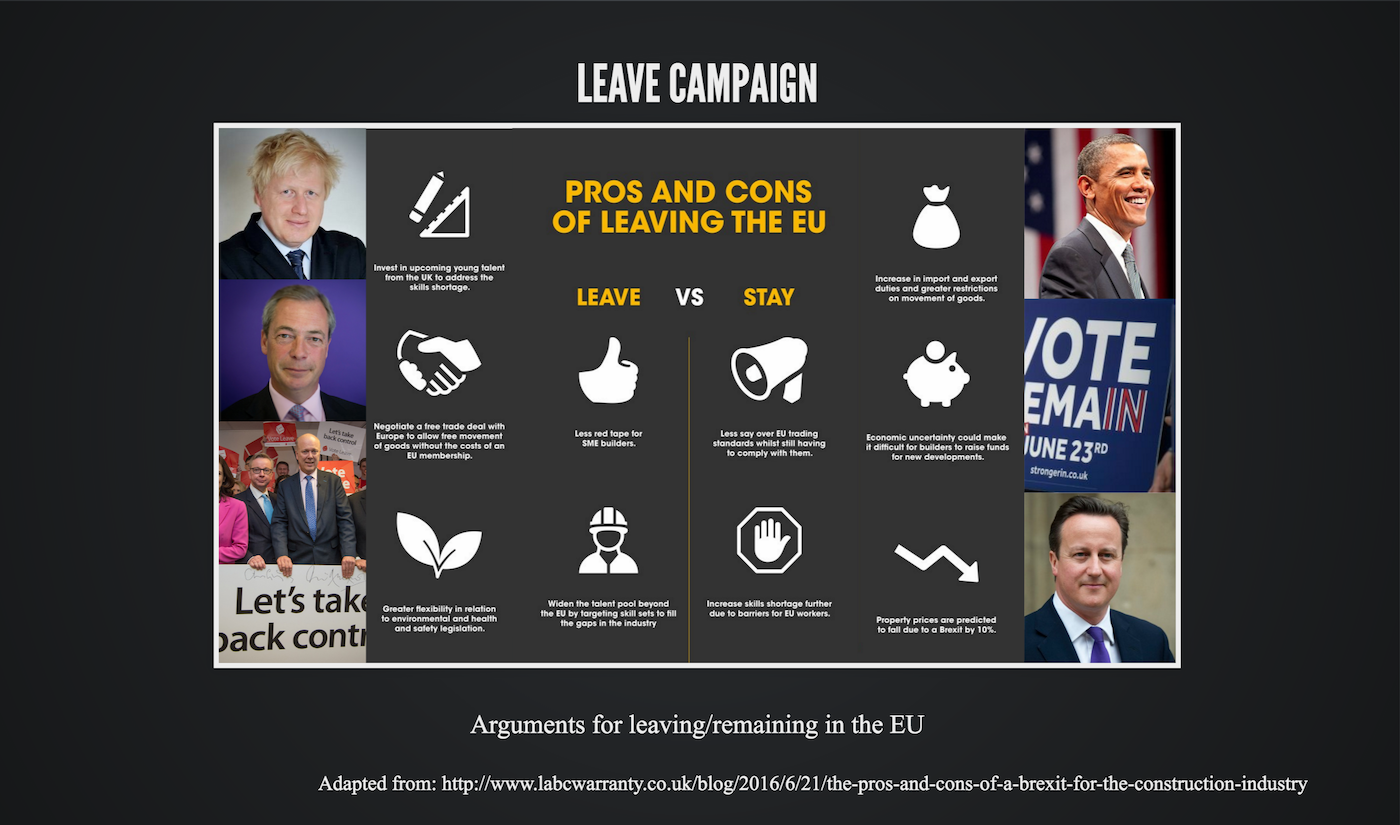 LEAVE CAMPAIGN
PROS AND CONS
OF LEAVING THE EU
LEAVE VS STAY
Invest in upcoming young talent
from the UK to address the
skills shortage.
Negotiate a free trade deal with
Europe to allow free movement
of goods without the costs of an
EU membership.
Greater flexibility in relation
to environmental and health
and safety legislation.
Less red tape for
SME builders.
Widen the talent pool beyond
the EU by targeting skill sets to fill
the gaps in the industry
Less say over EU trading
standards whilst still having
to comply with them.
Increase skills shortage further
due to barriers for EU workers.
Increase in import and export
duties and greater restrictions
on movement of goods.
Economic uncertainty could make
it difficult for builders to raise funds
for new developments.
Property prices are predicted
to fall due to a Brexit by 10%.
Vote Leave
Let's take
back control
Vote
Let's take
back contr
VOTE
EMAIN
JUNE 23RD
strongerin.co.uk
Arguments for leaving/remaining in the EU
Adapted from: http://www.labcwarranty.co.uk/blog/2016/6/21/the-pros-and-cons-of-a-brexit-for-the-construction-industry